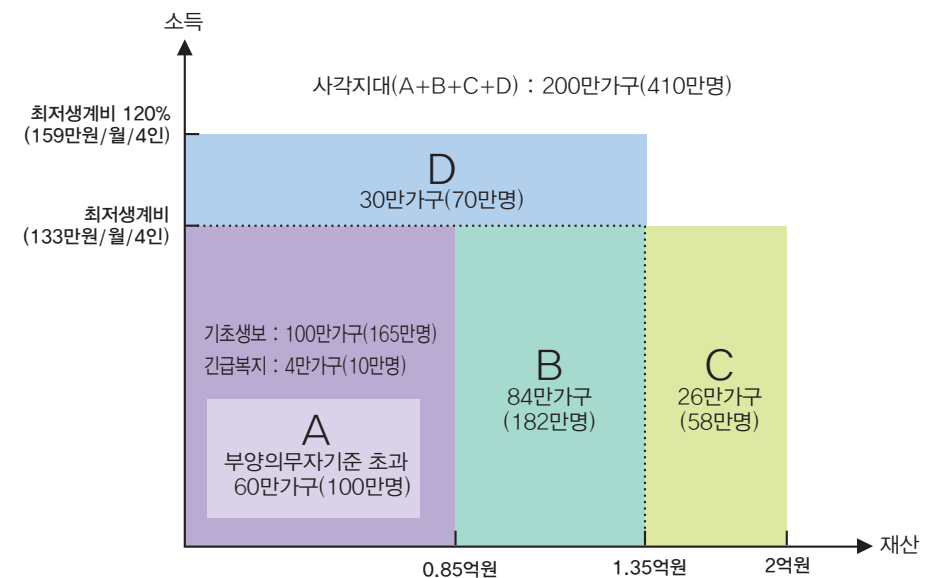 소득
사각지대(A+B+C+D) : 200만가구(410만명)
최저생계비 120%
(159만원/월/4인)
D
30만가구(70만명)
최저생계비
(133만원/월/4인)
기초생보 : 100만가구(165만명)
긴급복지 : 4만가구(10만명)
A
부양의무자기준 초과
60만가구(100만명)
B
84만가구
(182만명)
C
26만가구
(58만명)
재산
0.85억원
1.35억원
2억원